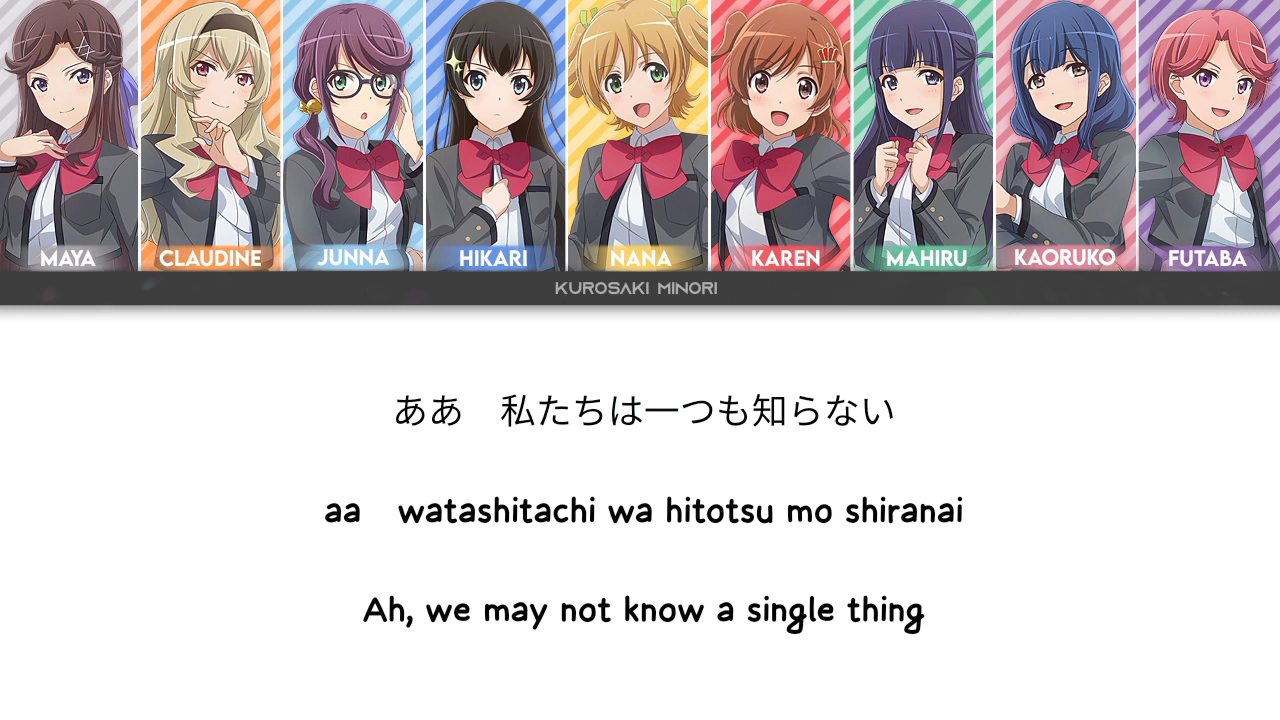 MAYA CLAUDINE JUNNA HIKARI NANA KAREN MAHIRU KAORUKO FUTABA
KUROSAKI MINORI
ああ　私たちは一つも知らない
aa　watashitachi wa hitotsu mo shiranai
Ah, we may not know a single thing